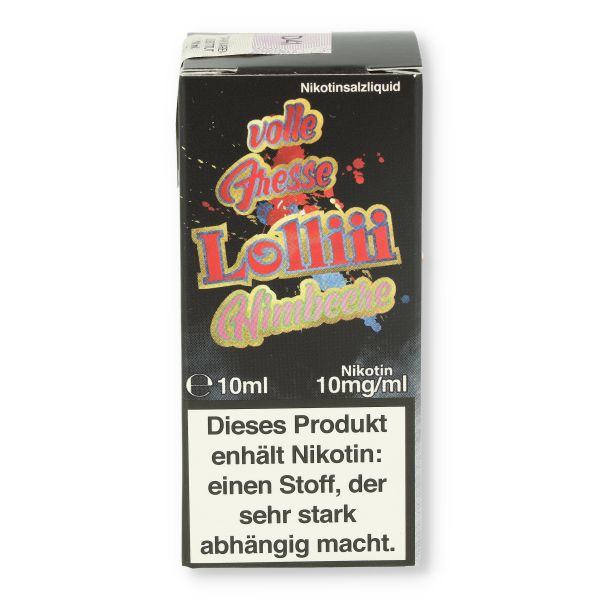 Nikotinsalzliquid
volle
Fresse
Lolliii
Himbeere
℮ 10ml
Nikotin
10mg/ml
Dieses Produkt
enhält Nikotin:
einen Stoff, der
sehr stark
abhängig macht.